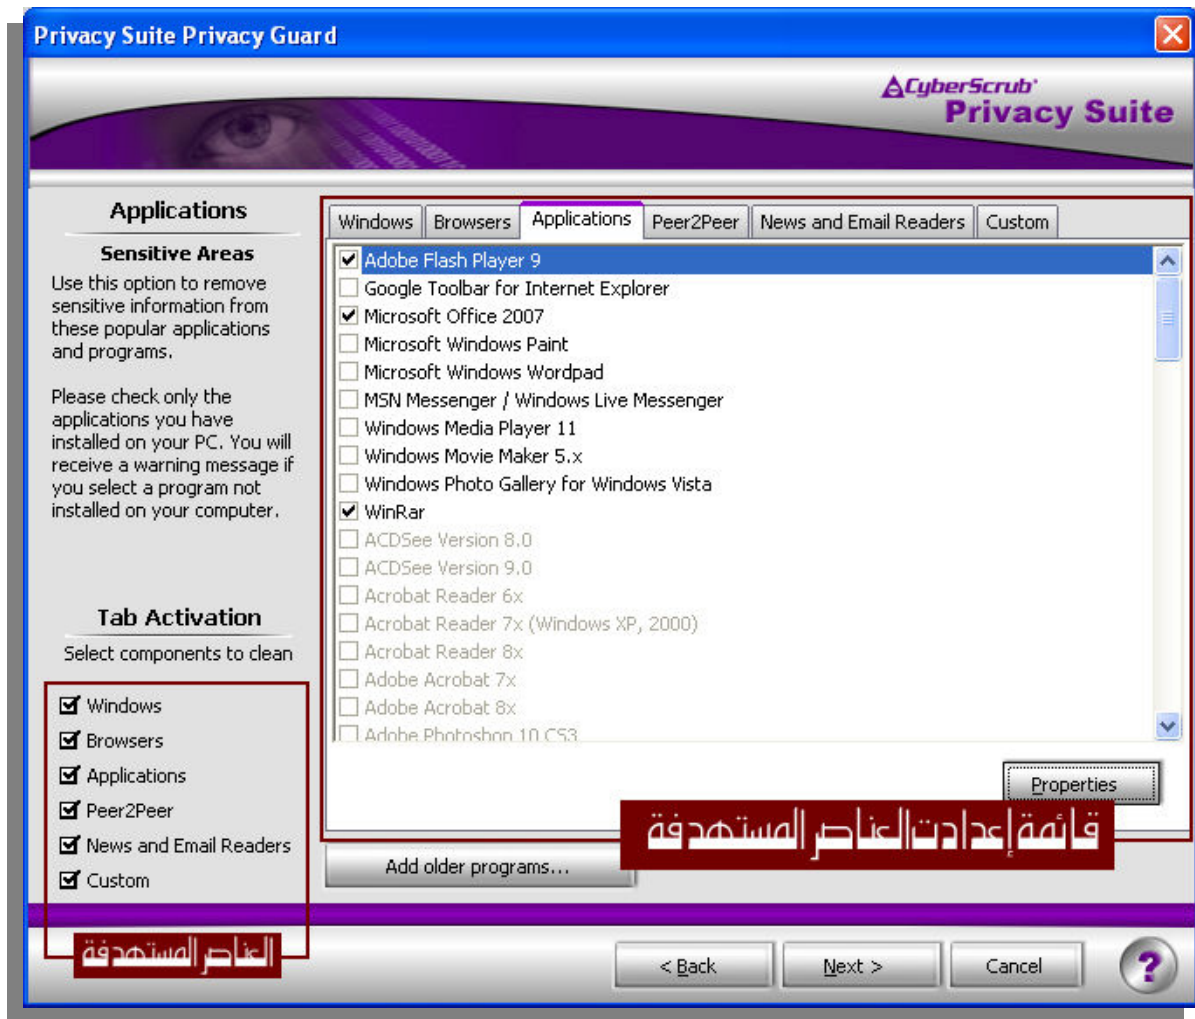 Privacy Suite Privacy Guard
CyberScrub
Privacy Suite
Applications
Sensitive Areas
Use this option to remove
sensitive information from
these popular applications
and programs.
Please check only the
applications you have
installed on your PC. You will
receive a warning message if
you select a program not
installed on your computer.
Tab Activation
Select components to clean
Windows
Browsers
Applications
Peer2Peer
News and Email Readers
Custom
العناصر المستهدفة
Windows Browsers Applications Peer2Peer News and Email Readers Custom
Adobe Flash Player 9
Google Toolbar for Internet Explorer
Microsoft Office 2007
Microsoft Windows Paint
Microsoft Windows Wordpad
MSN Messenger / Windows Live Messenger
Windows Media Player 11
Windows Movie Maker 5.x
Windows Photo Gallery for Windows Vista
WinRar
ACDSee Version 8.0
ACDSee Version 9.0
Acrobat Reader 6x
Acrobat Reader 7x (Windows XP, 2000)
Acrobat Reader 8x
Adobe Acrobat 7x
Adobe Acrobat 8x
Adobe Photoshop 10 CS3
Properties
قائمة إعدادت العناصر المستهدفة
Add older programs...
< Back Next > Cancel ?